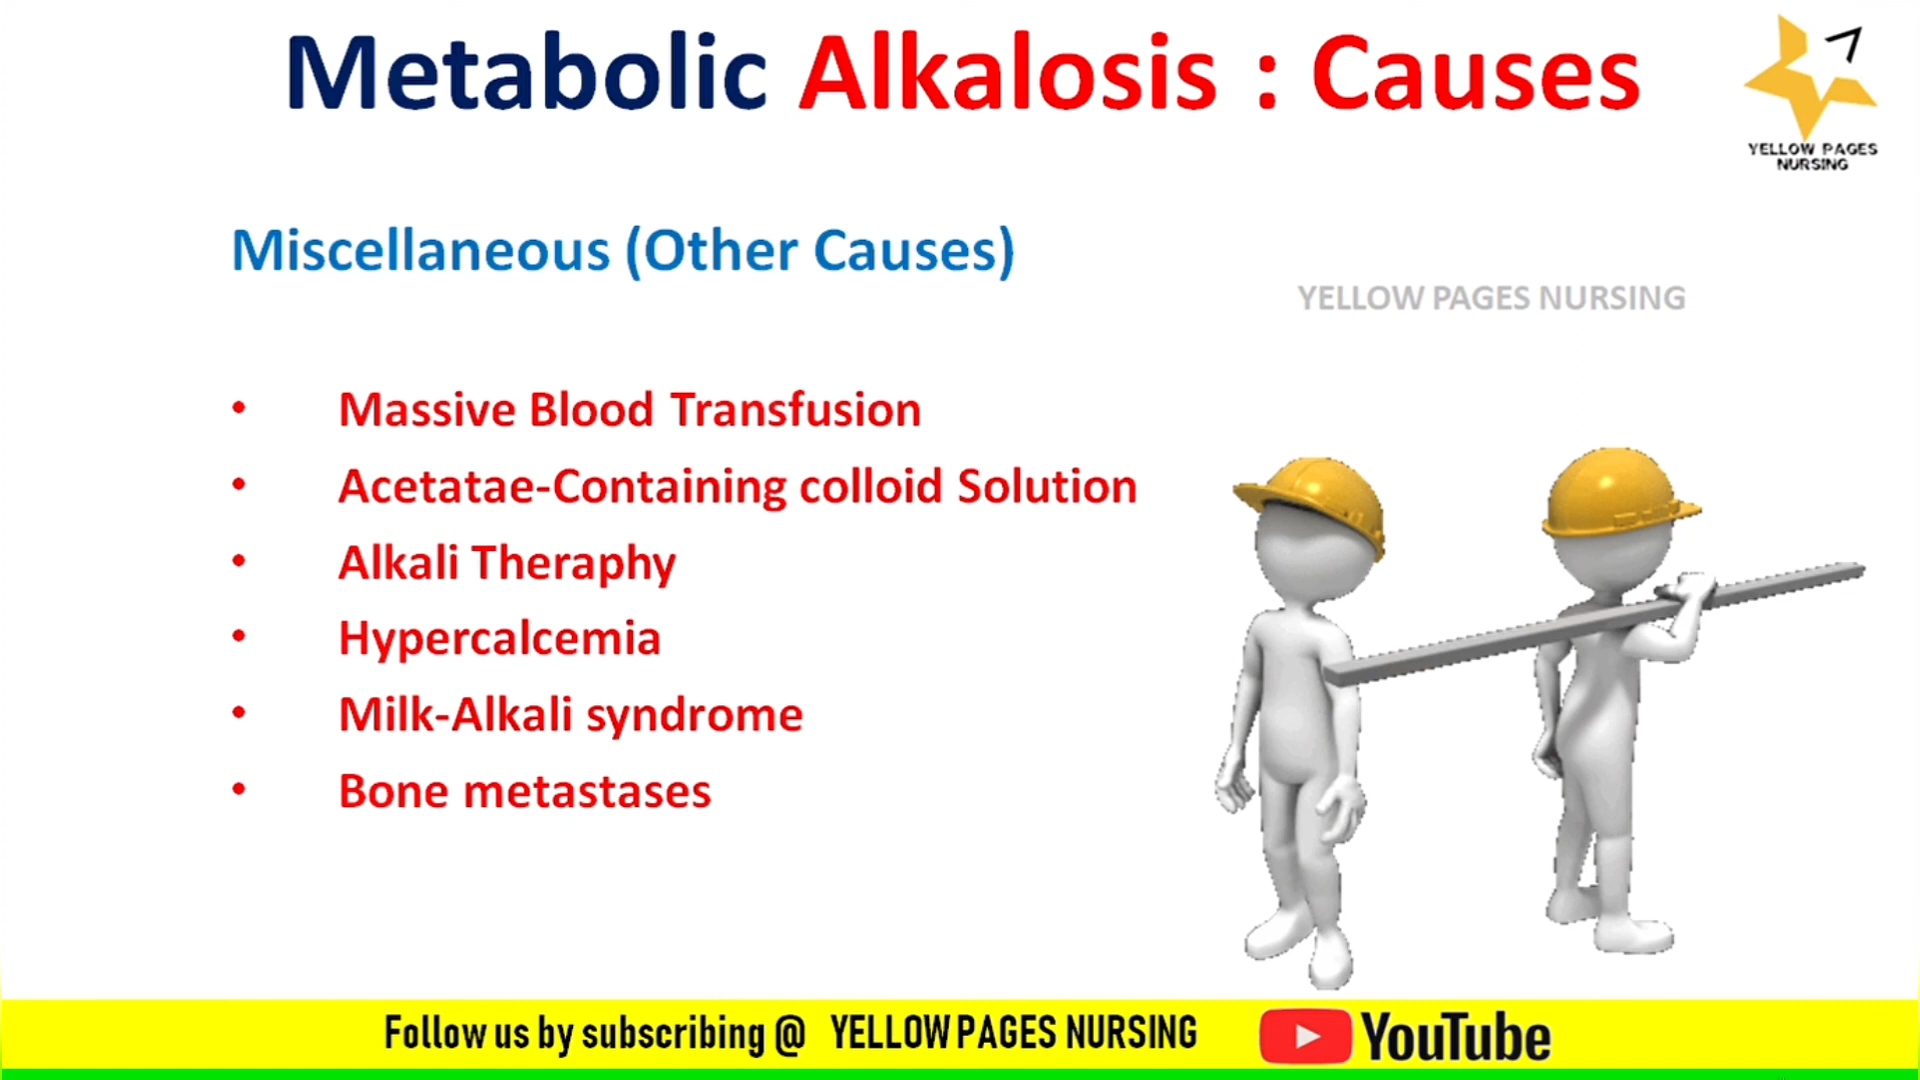 Metabolic Alkalosis : Causes
YELLOW PAGES
NURSING
Miscellaneous (Other Causes)
YELLOW PAGES NURSING
• Massive Blood Transfusion
• Acetatae-Containing colloid Solution
• Alkali Theraphy
• Hypercalcemia
• Milk-Alkali syndrome
• Bone metastases
Follow us by subscribing @ YELLOW PAGES NURSING YouTube